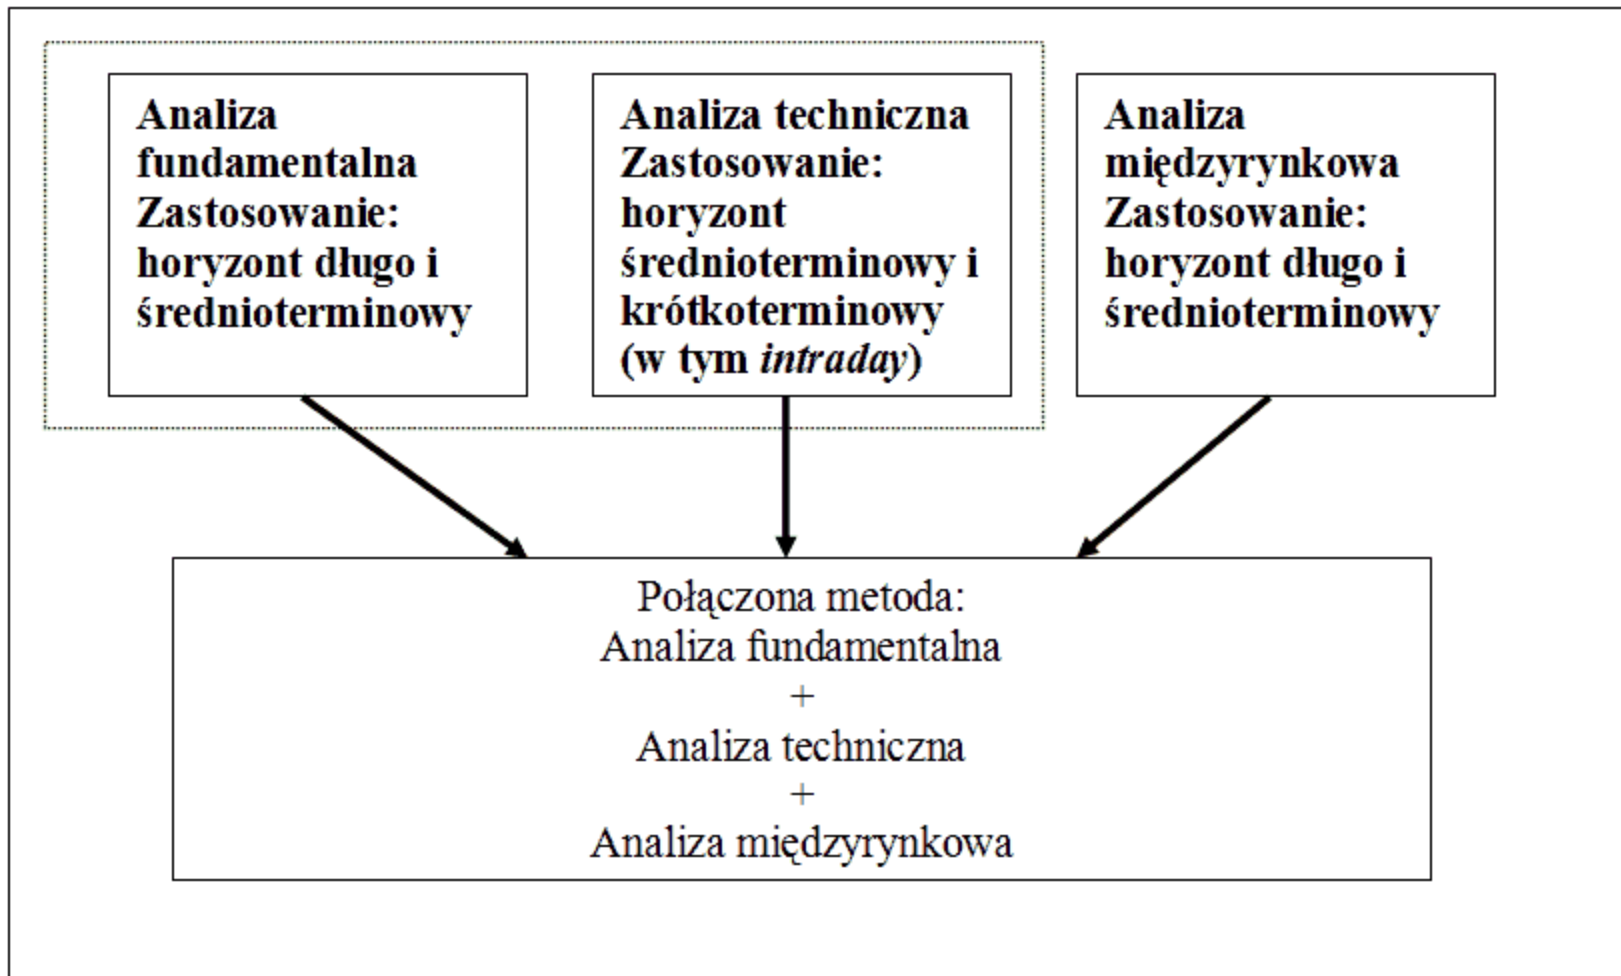 Analiza
fundamentalna
Zastosowanie:
horyzont długo i
średnioterminowy
Analiza techniczna
Zastosowanie:
horyzont
średnioterminowy i
krótkoterminowy
(w tym intraday)
Analiza
międzyrynkowa
Zastosowanie:
horyzont długo i
średnioterminowy
Połączona metoda:
Analiza fundamentalna
+
Analiza techniczna
+
Analiza międzyrynkowa